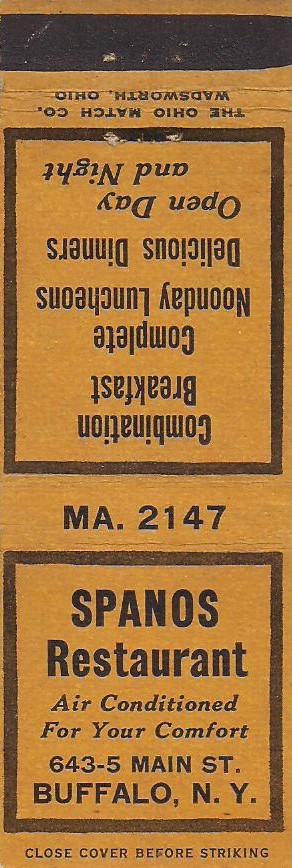 THE OHIO MATCH CO.
WADSWORTH, OHIO
Combination
Breakfast
Complete
Noonday Luncheons
Delicious Dinners
Open Day
and Night
MA. 2147
SPANOS
Restaurant
Air Conditioned
For Your Comfort
643-5 MAIN ST.
BUFFALO, N. Y.
CLOSE COVER BEFORE STRIKING